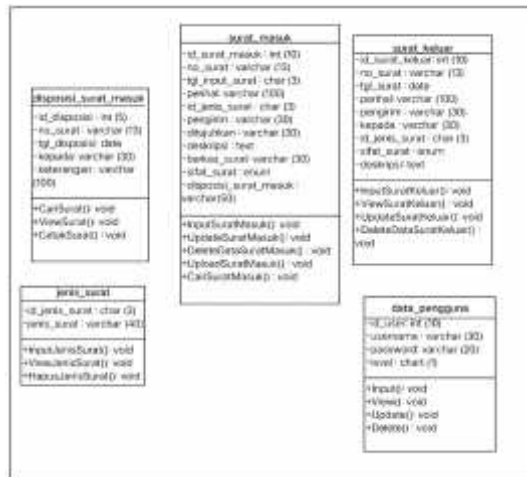 disposisi_surat_masuk
-id_disposisi : int (5)
-no_surat : varchar (15)
-tgl_disposisi : date
-kepada varchar (30)
-keterangan : varchar
(100)
+CariSurat() : void
+ViewSurat() : void
+CetakSurat() : void
surat_masuk
-id_surat_masuk : int (10)
-no_surat : varchar (15)
-tgl_input_surat : char (3)
-perihal varchar (100)
-id_jenis_surat : char (3)
-pengirim : varchar (30)
-ditujuhkan : varchar (30)
-deskripsi : text
-berkas_surat : varchar (30)
-sifat_surat : enum
-disposisi_surat_masuk :
varchar(50)
+InputSuratMasuk() : void
+UpdateSuratMasuk() : void
+DeleteDataSuratMasuk() : void
+UploadSuratMasuk() : void
+CariSuratMasuk() : void
surat_keluar
-id_surat_keluar : int (10)
-no_surat : varchar (13)
-tgl_surat : date
-perihal varchar (100)
-pengirim : varchar (30)
-kepada : varchar (30)
-id_jenis_surat : char (3)
-sifat_surat : enum
-deskripsi : text
+InputSuratKeluar() : void
+ViewSuratKeluar() : void
+UpdateSuratKeluar() : void
+DeleteDataSuratKeluar() :
void
jenis_surat
-id_jenis_surat : char (3)
-jenis_surat : varchar (40)
+InputJenisSurat() : void
+ViewJenisSurat() : void
+HapusJenisSurat() : void
data_pengguna
-id_user int (10)
-username : varchar (30)
-password varchar (20)
-level : chart (1)
+Input() : void
+View() : void
+Update() : void
+Delete() : void